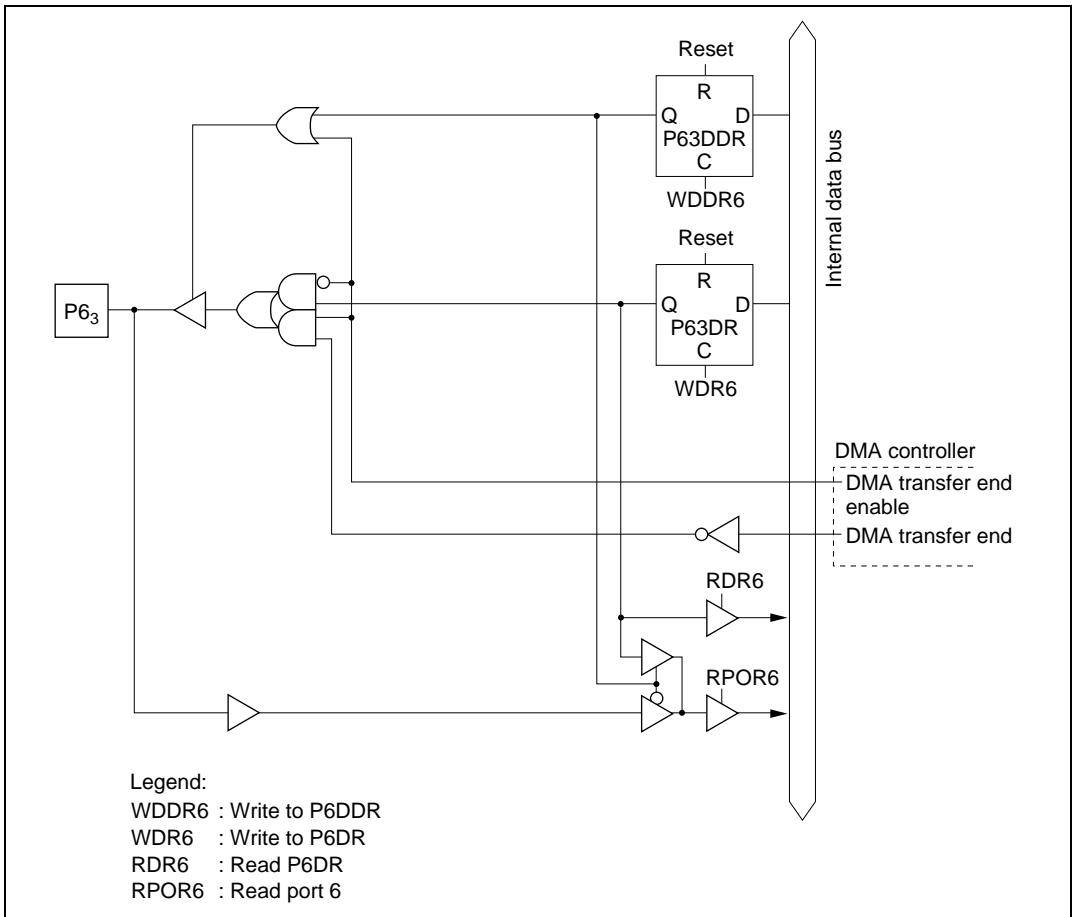 Reset
R
Q D
P63DDR
C
WDDR6
Reset
R
Q D
P63DR
C
WDR6
P6₃
Internal data bus
DMA controller
DMA transfer end
enable
DMA transfer end
RDR6
RPOR6
Legend:
WDDR6 : Write to P6DDR
WDR6 : Write to P6DR
RDR6 : Read P6DR
RPOR6 : Read port 6